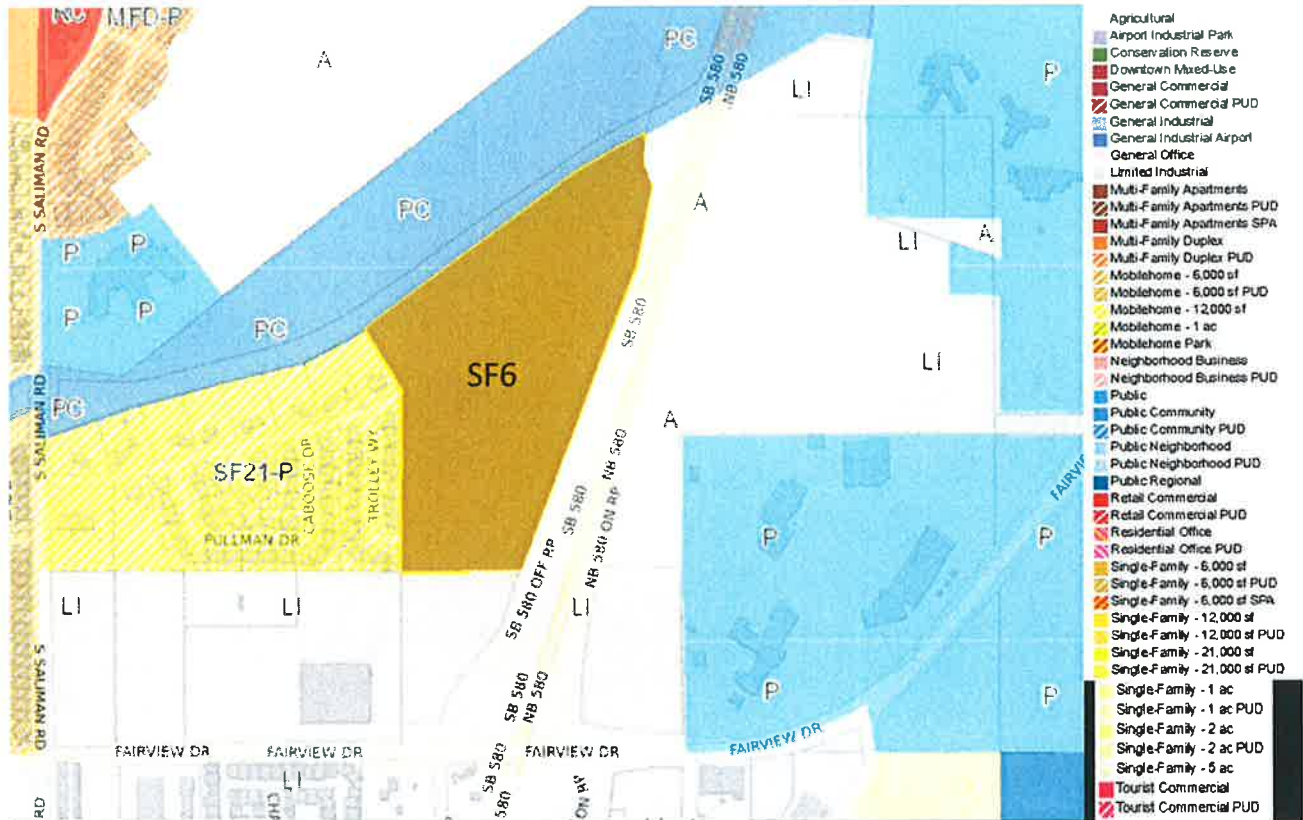 MFD-P
A
PC
SB 580
NB 580
LI
P
S SALIMAN RD
P
P
P
P
PC
A
LI
A
PC
SB 580
SF6
LI
PC
S SALIMAN RD
SF21-P
CABOOSE DR
TROLLEY WY
PULLMAN DR
A
NB 580
SB 580
NB 580 ON RP
SB 580 OFF RP
FAIRVIEW
P
P
LI
LI
LI
S SALIMAN RD
SB 580
NB 580
P
P
FAIRVIEW DR
FAIRVIEW DR
FAIRVIEW DR
FAIRVIEW DR
LI
SB 580
580
ON RP
RD
Agricultural
Airport Industrial Park
Conservation Reserve
Downtown Mixed-Use
General Commercial
General Commercial PUD
General Industrial
General Industrial Airport
General Office
Limited Industrial
Multi-Family Apartments
Multi-Family Apartments PUD
Multi-Family Apartments SPA
Multi-Family Duplex
Multi-Family Duplex PUD
Mobilehome - 6,000 sf
Mobilehome - 6,000 sf PUD
Mobilehome - 12,000 sf
Mobilehome - 1 ac
Mobilehome Park
Neighborhood Business
Neighborhood Business PUD
Public
Public Community
Public Community PUD
Public Neighborhood
Public Neighborhood PUD
Public Regional
Retail Commercial
Retail Commercial PUD
Residential Office
Residential Office PUD
Single-Family - 6,000 sf
Single-Family - 6,000 sf PUD
Single-Family - 6,000 sf SPA
Single-Family - 12,000 sf
Single-Family - 12,000 sf PUD
Single-Family - 21,000 sf
Single-Family - 21,000 sf PUD
Single-Family - 1 ac
Single-Family - 1 ac PUD
Single-Family - 2 ac
Single-Family - 2 ac PUD
Single-Family - 5 ac
Tourist Commercial
Tourist Commercial PUD